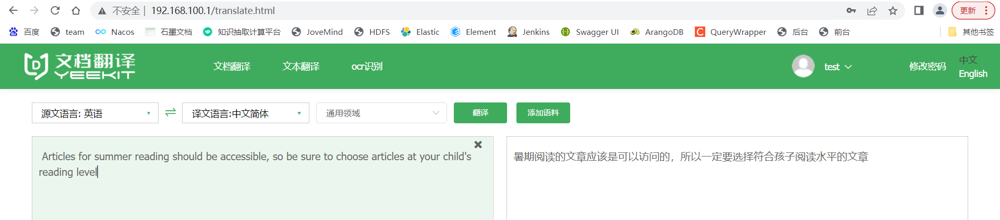 不安全 | 192.168.100.1/translate.html 更新
百度 team Nacos 石墨文档 知识抽取计算平台 JoveMind HDFS Elastic Element Jenkins Swagger UI ArangoDB QueryWrapper 后台 前台 其他书签
文档翻译
YEEKIT
文档翻译 文本翻译 ocr识别 test 修改密码 中文
English
源文语言: 英语 译文语言:中文简体 通用领域 翻译 添加语料
Articles for summer reading should be accessible, so be sure to choose articles at your child's
reading level
暑期阅读的文章应该是可以访问的，所以一定要选择符合孩子阅读水平的文章